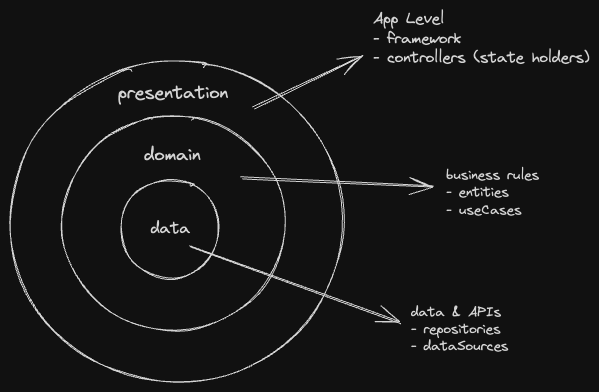 App Level
- framework
- controllers (state holders)
presentation
domain
business rules
- entities
- useCases
data
data & APIs
- repositories
- dataSources